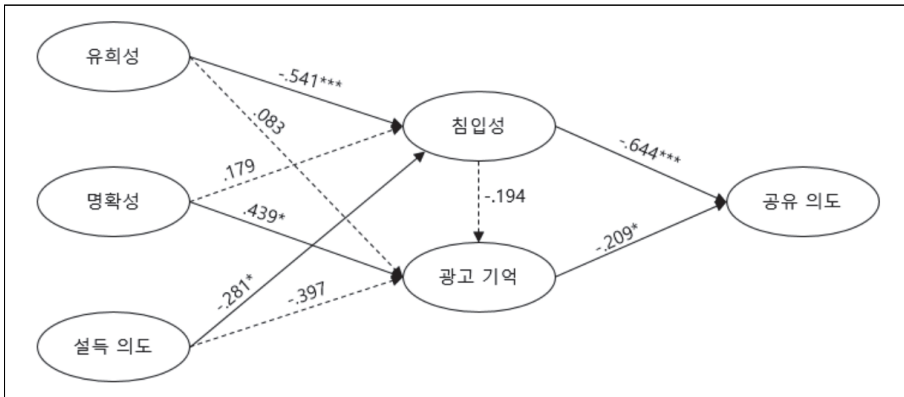 유희성
-.541***
.083
침입성
-.644***
.179
명확성
.439*
-.194
공유 의도
-.209*
광고 기억
-.281*
-.397
설득 의도